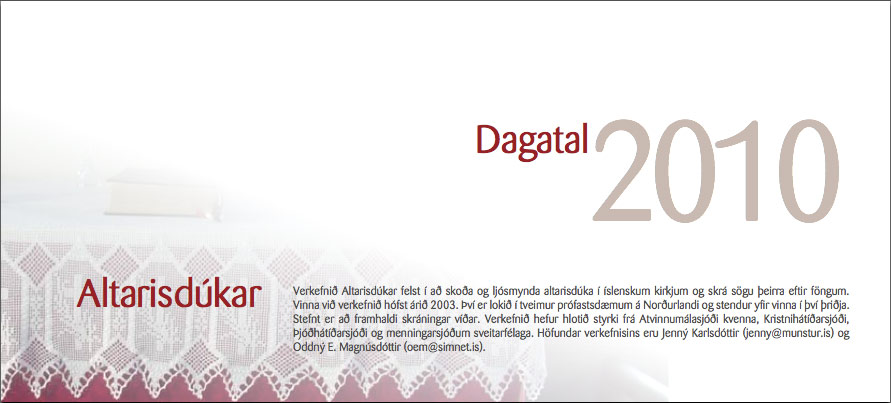 Dagatal 2010
Altarisdúkar
Verkefnið Altarisdúkar felst í að skoða og ljósmynda altarisdúka í íslenskum kirkjum og skrá sögu þeirra eftir föngum.
Vinna við verkefnið hófst árið 2003. Því er lokið í tveimur prófastsdæmum á Norðurlandi og stendur yfir vinna í því þriðja.
Stefnt er að framhaldi skráningar víðar. Verkefnið hefur hlotið styrki frá Atvinnumálasjóði kvenna, Kristnihátíðarsjóði,
Þjóðhátíðarsjóði og menningarsjóðum sveitarfélaga. Höfundar verkefnisins eru Jenný Karlsdóttir (jenny@munstur.is) og
Oddný E. Magnúsdóttir (oem@simnet.is).